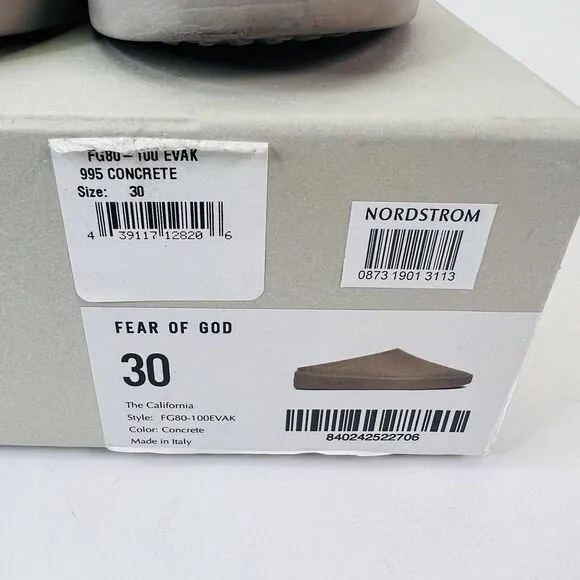 FG80-100 EVAK
995 CONCRETE
Size: 30
4 39117 12820 6
NORDSTROM
0873 1901 3113
FEAR OF GOD
30
The California
Style: FG80-100EVAK
Color: Concrete
Made in Italy
840242522706